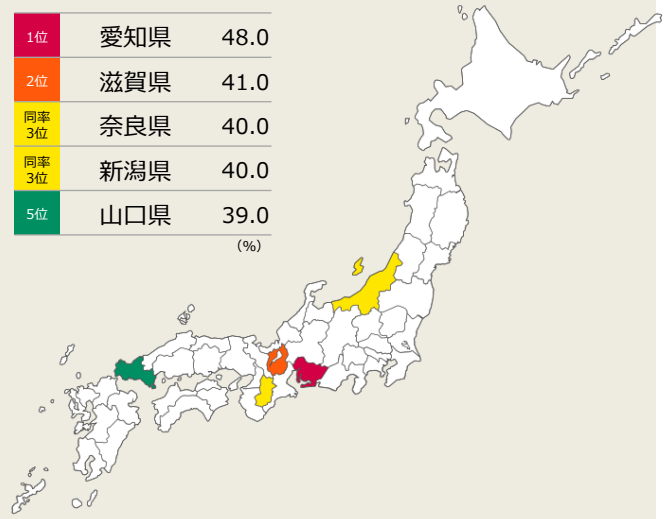 1位 愛知県 48.0
2位 滋賀県 41.0
同率
3位 奈良県 40.0
同率
3位 新潟県 40.0
5位 山口県 39.0
(%)